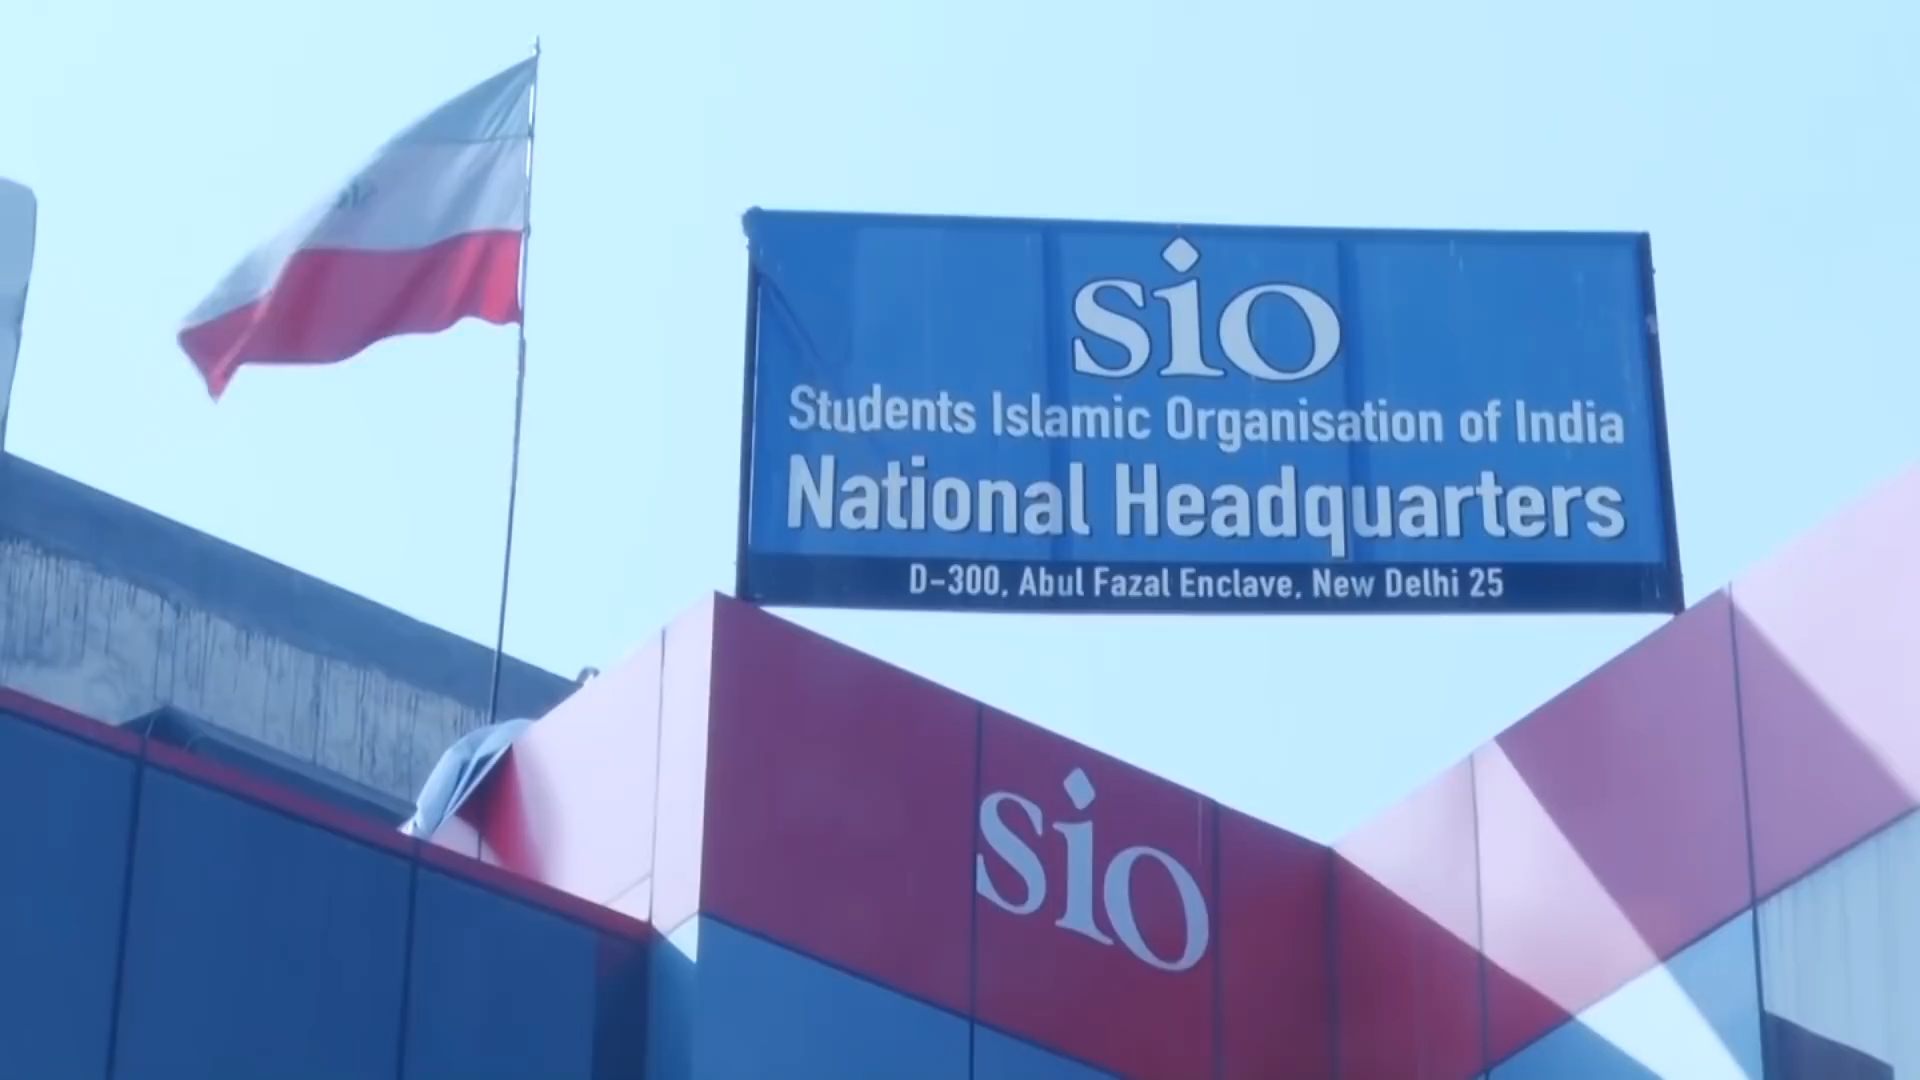 sio
Students Islamic Organisation of India
National Headquarters
D-300, Abul Fazal Enclave, New Delhi 25
sio